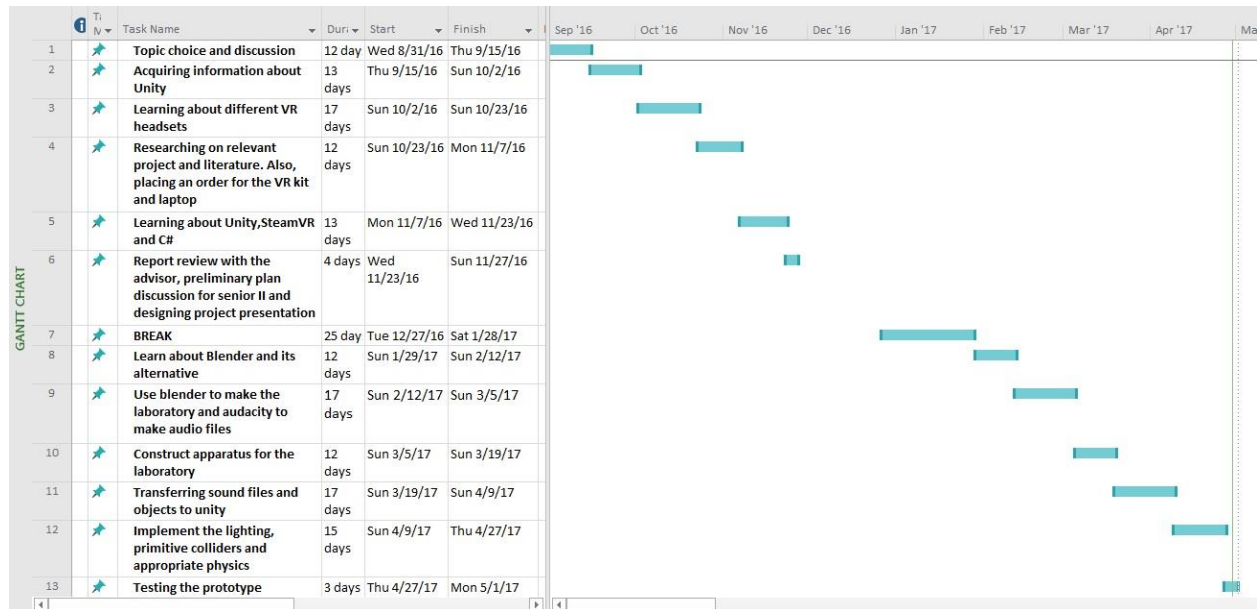 GANTT CHART
Task Name Start Finish Sep '16 Oct '16 Nov '16 Dec '16 Jan '17 Feb '17 Mar '17 Apr '17 Ma
1 Topic choice and discussion 12 day Wed 8/31/16 Thu 9/15/16
2 Acquiring information about 13 Thu 9/15/16 Sun 10/2/16
Unity days
3 Learning about different VR 17 Sun 10/2/16 Sun 10/23/16
headsets days
4 Researching on relevant 12 Sun 10/23/16 Mon 11/7/16
project and literature. Also, days
placing an order for the VR kit
and laptop
5 Learning about Unity,SteamVR 13 Mon 11/7/16 Wed 11/23/16
and C# days
6 Report review with the 4 days Wed Sun 11/27/16
advisor, preliminary plan 11/23/16
discussion for senior II and
designing project presentation
7 BREAK 25 day Tue 12/27/16 Sat 1/28/17
8 Learn about Blender and its 12 Sun 1/29/17 Sun 2/12/17
alternative days
9 Use blender to make the 17 Sun 2/12/17 Sun 3/5/17
laboratory and audacity to days
make audio files
10 Construct apparatus for the 12 Sun 3/5/17 Sun 3/19/17
laboratory days
11 Transferring sound files and 17 Sun 3/19/17 Sun 4/9/17
objects to unity days
12 Implement the lighting, 15 Sun 4/9/17 Thu 4/27/17
primitive colliders and days
appropriate physics
13 Testing the prototype 3 days Thu 4/27/17 Mon 5/1/17